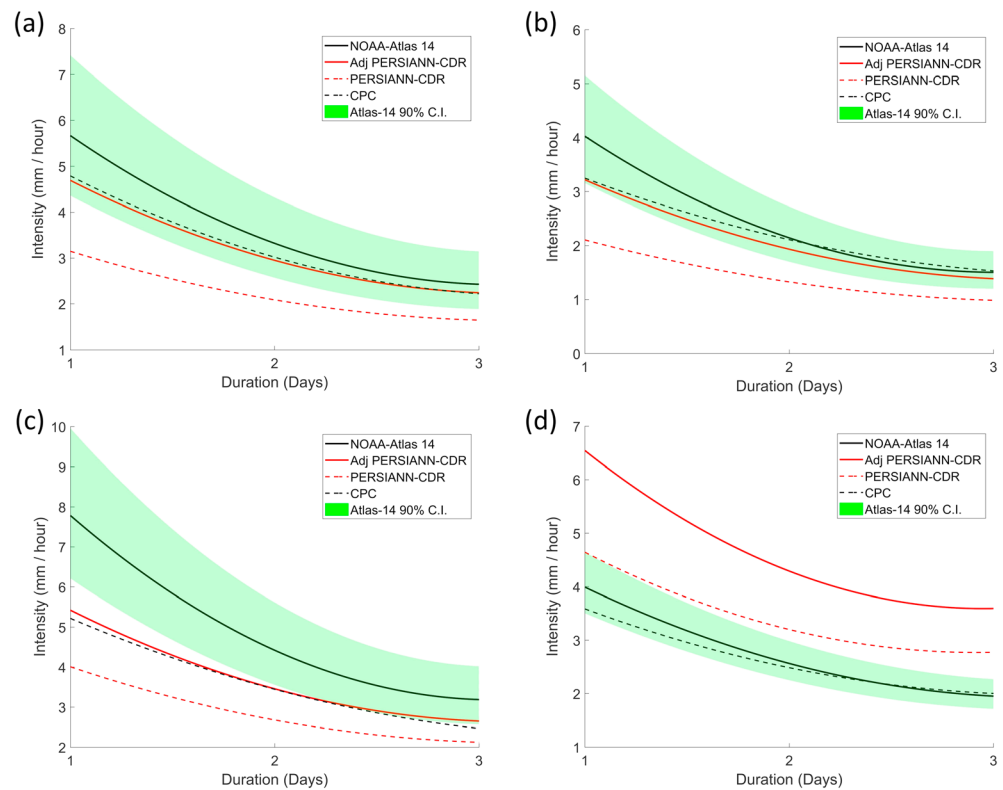 (a)
8
7
6
5
4
3
2
1
Intensity (mm / hour)
NOAA-Atlas 14
Adj PERSIANN-CDR
PERSIANN-CDR
CPC
Atlas-14 90% C.I.
1 2 3
Duration (Days)
(b)
6
5
4
3
2
1
0
Intensity (mm / hour)
NOAA-Atlas 14
Adj PERSIANN-CDR
PERSIANN-CDR
CPC
Atlas-14 90% C.I.
1 2 3
Duration (Days)
(c)
10
9
8
7
6
5
4
3
2
Intensity (mm / hour)
NOAA-Atlas 14
Adj PERSIANN-CDR
PERSIANN-CDR
CPC
Atlas-14 90% C.I.
1 2 3
Duration (Days)
(d)
7
6
5
4
3
2
1
Intensity (mm / hour)
NOAA-Atlas 14
Adj PERSIANN-CDR
PERSIANN-CDR
CPC
Atlas-14 90% C.I.
1 2 3
Duration (Days)